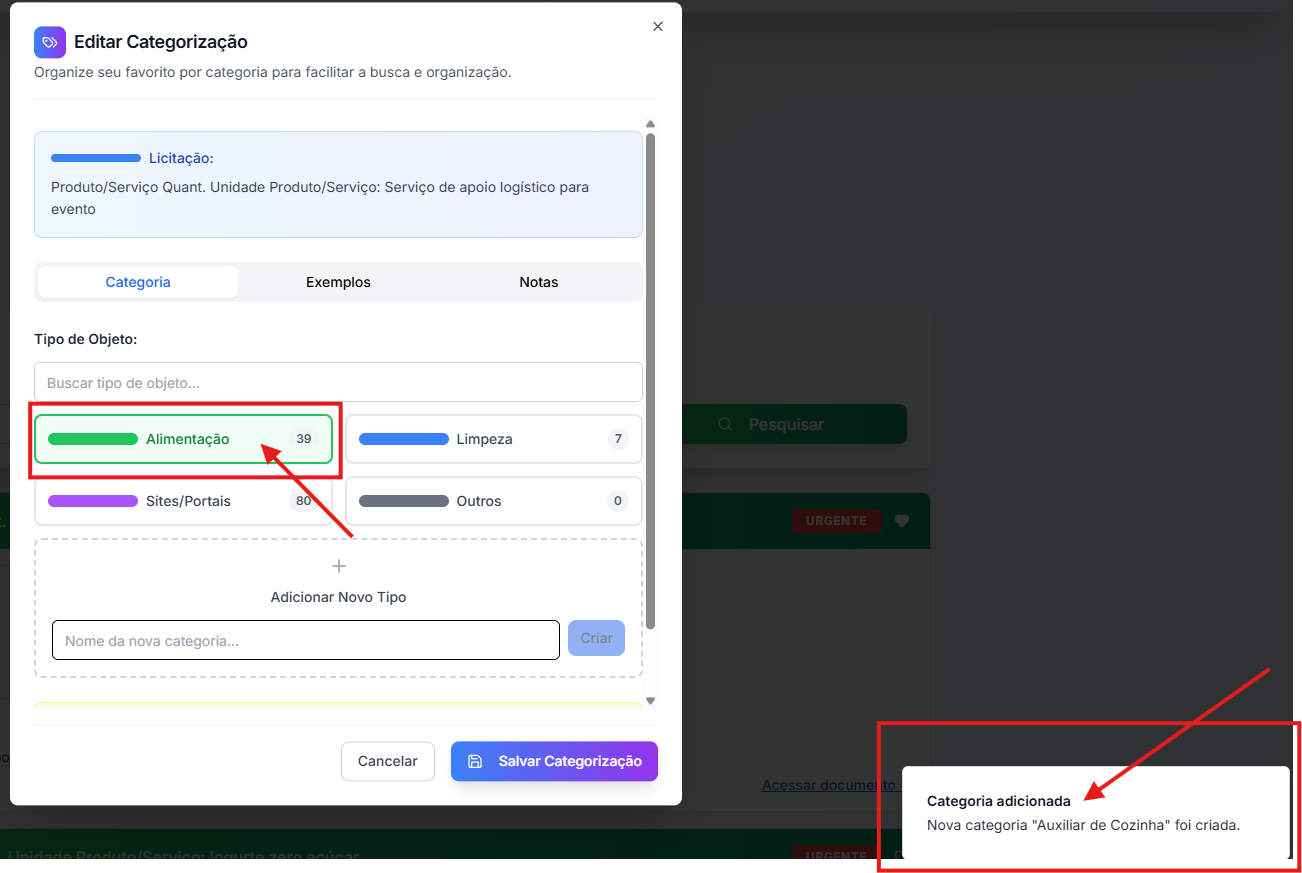 Editar Categorização
Organize seu favorito por categoria para facilitar a busca e organização.
Licitação:
Produto/Serviço Quant. Unidade Produto/Serviço: Serviço de apoio logístico para
evento
Categoria Exemplos Notas
Tipo de Objeto:
Buscar tipo de objeto...
Alimentação 39 Limpeza 7
Sites/Portais 80 Outros 0
Adicionar Novo Tipo
Nome da nova categoria... Criar
Cancelar Salvar Categorização
Pesquisar
URGENTE
Acessar documento
Categoria adicionada
Nova categoria "Auxiliar de Cozinha" foi criada.
Unidade Produto/Serviço: Iogurte zero açúcar
URGENTE